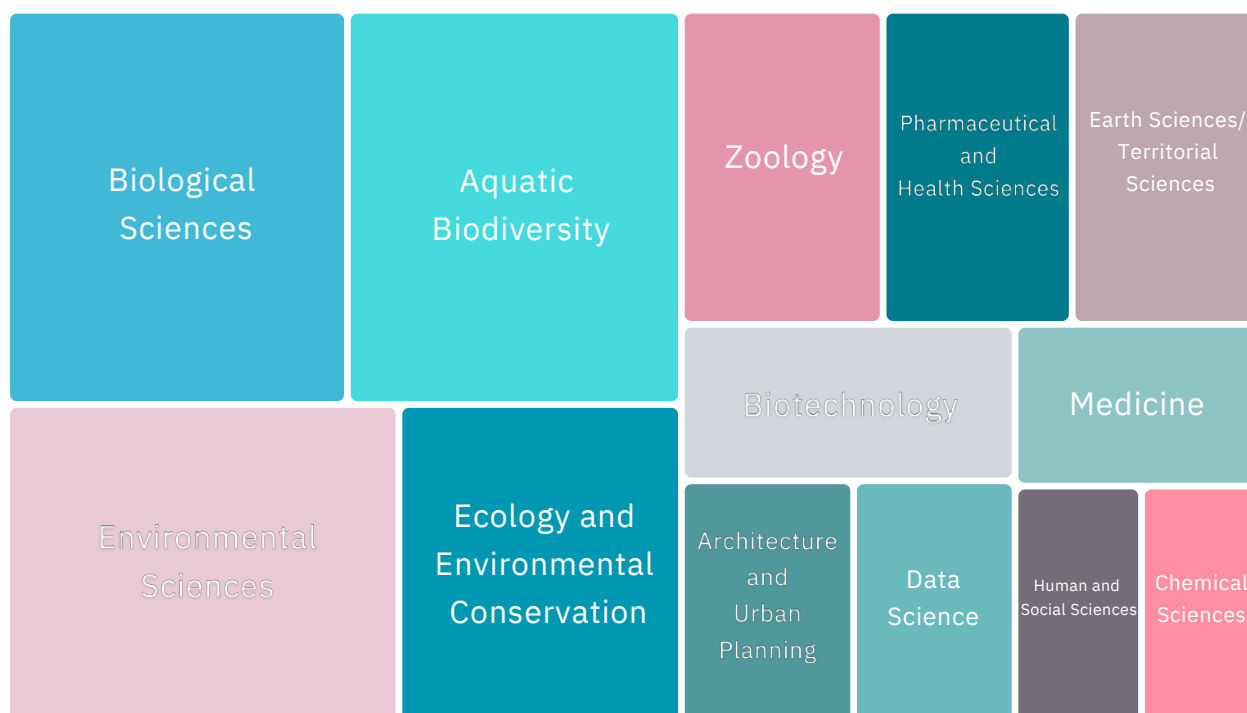 Biological
Sciences
Aquatic
Biodiversity
Zoology
Pharmaceutical
and
Health Sciences
Earth Sciences/
Territorial
Sciences
Biotechnology
Medicine
Environmental
Sciences
Ecology and
Environmental
Conservation
Architecture
and
Urban
Planning
Data
Science
Human and
Social Sciences
Chemical
Sciences